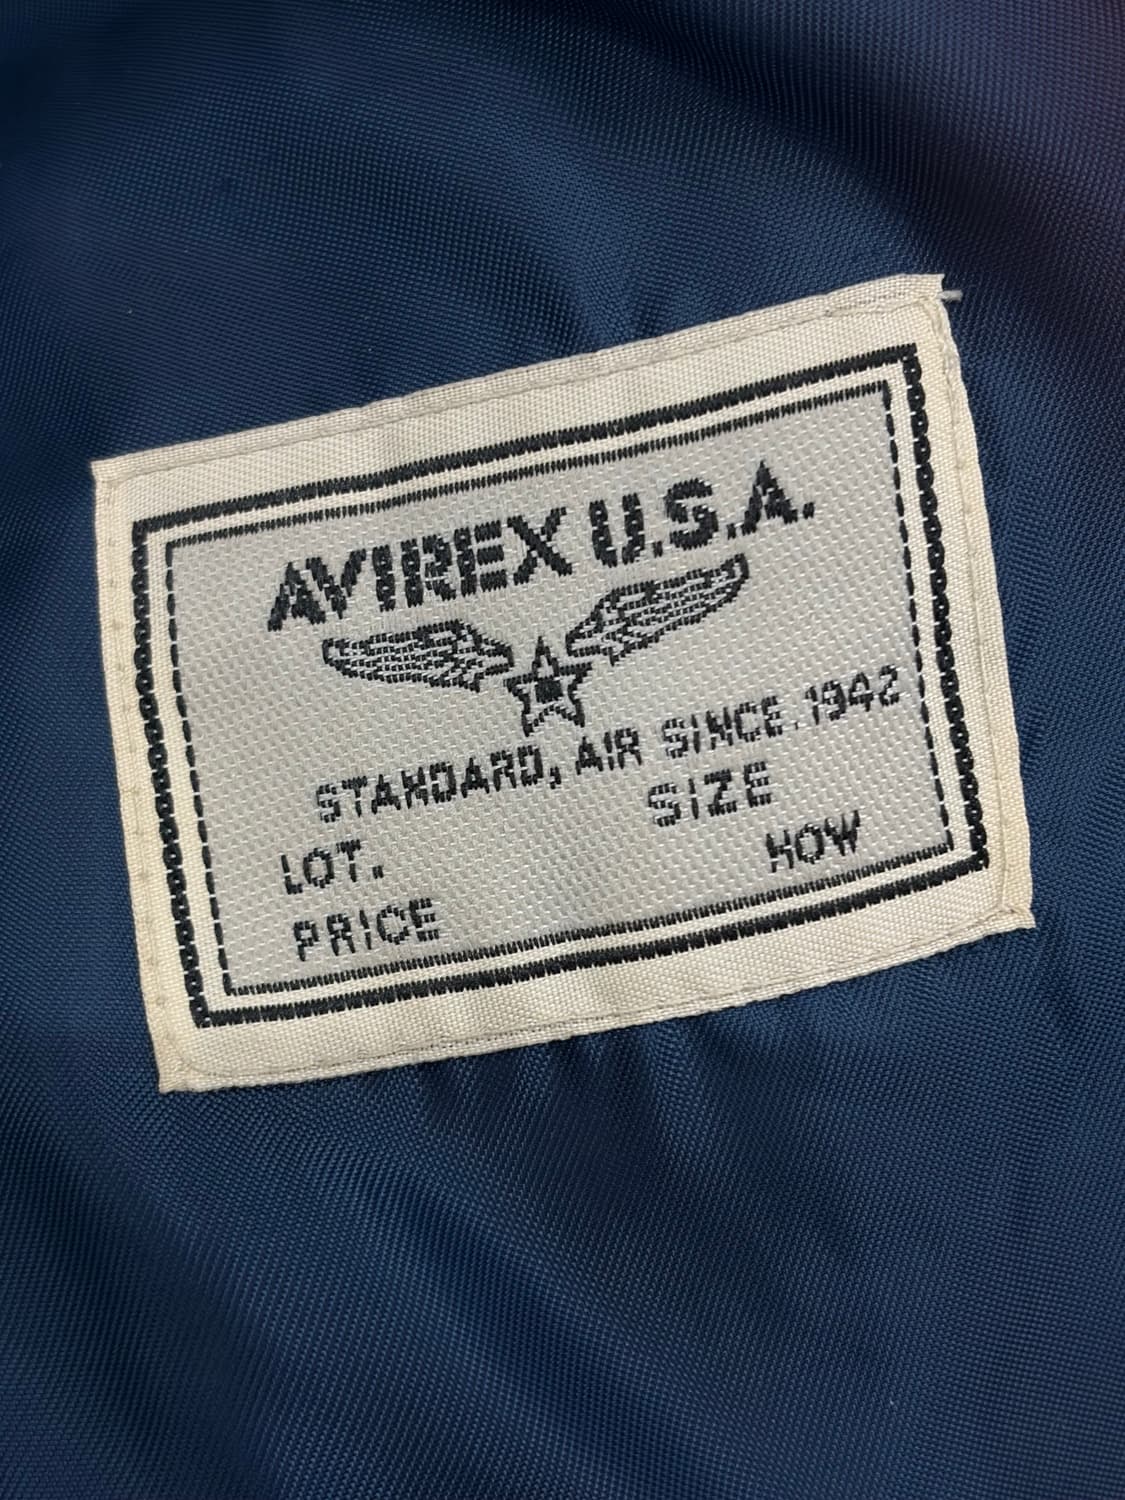 AVIREX U.S.A.
STANDARD, AIR SINCE.1942
SIZE
LOT.
HOW
PRICE